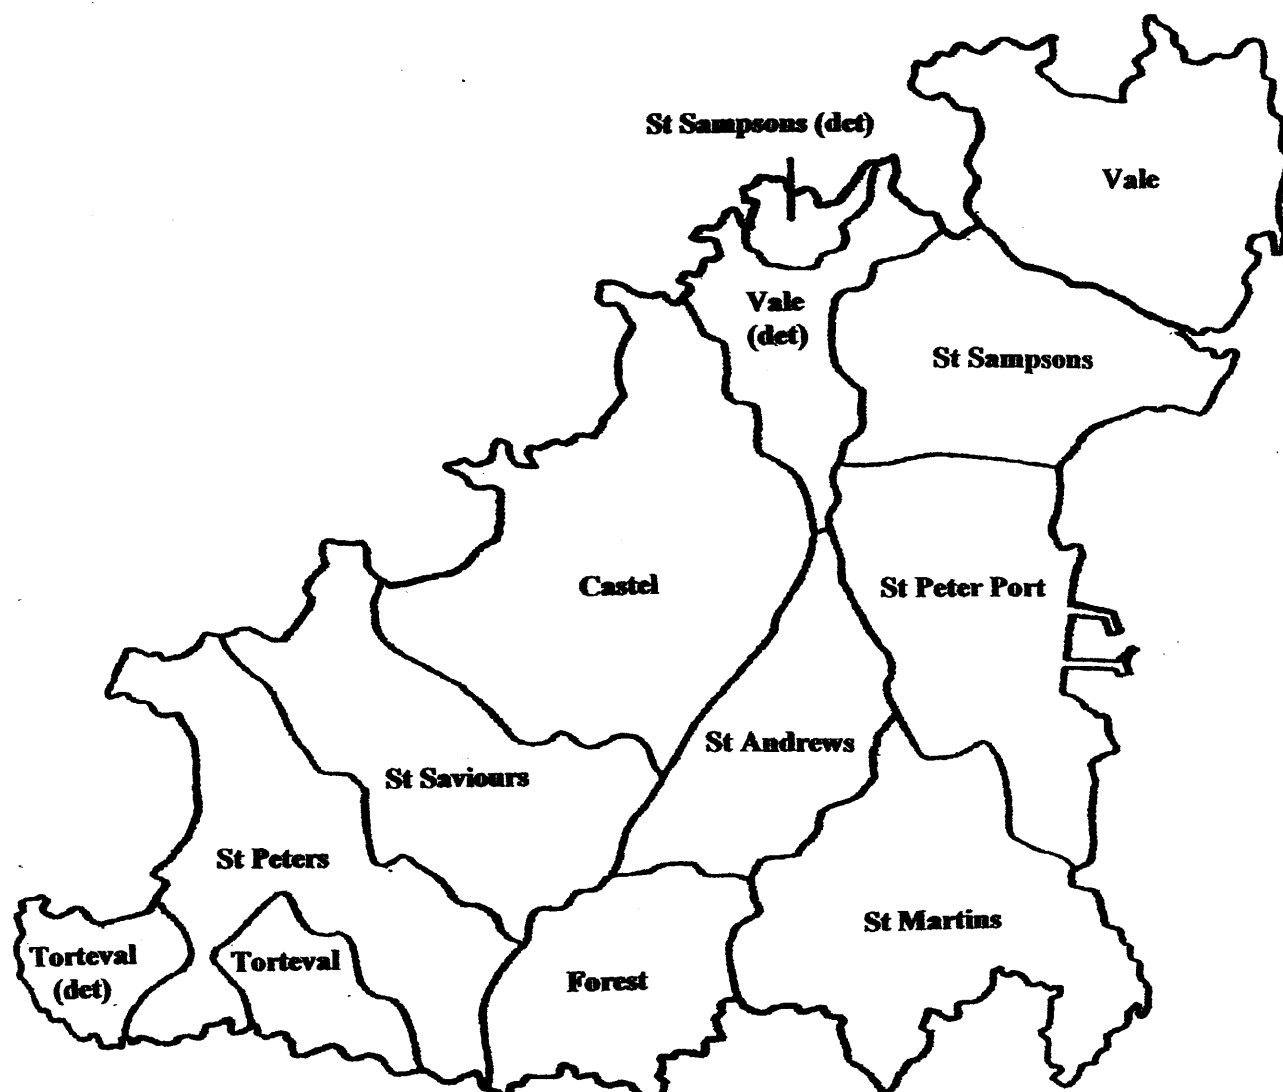 St Sampsons (det)
Vale
Vale
(det)
St Sampsons
Castel
St Peter Port
St Andrews
St Saviours
St Peters
St Martins
Torteval
(det)
Torteval
Forest